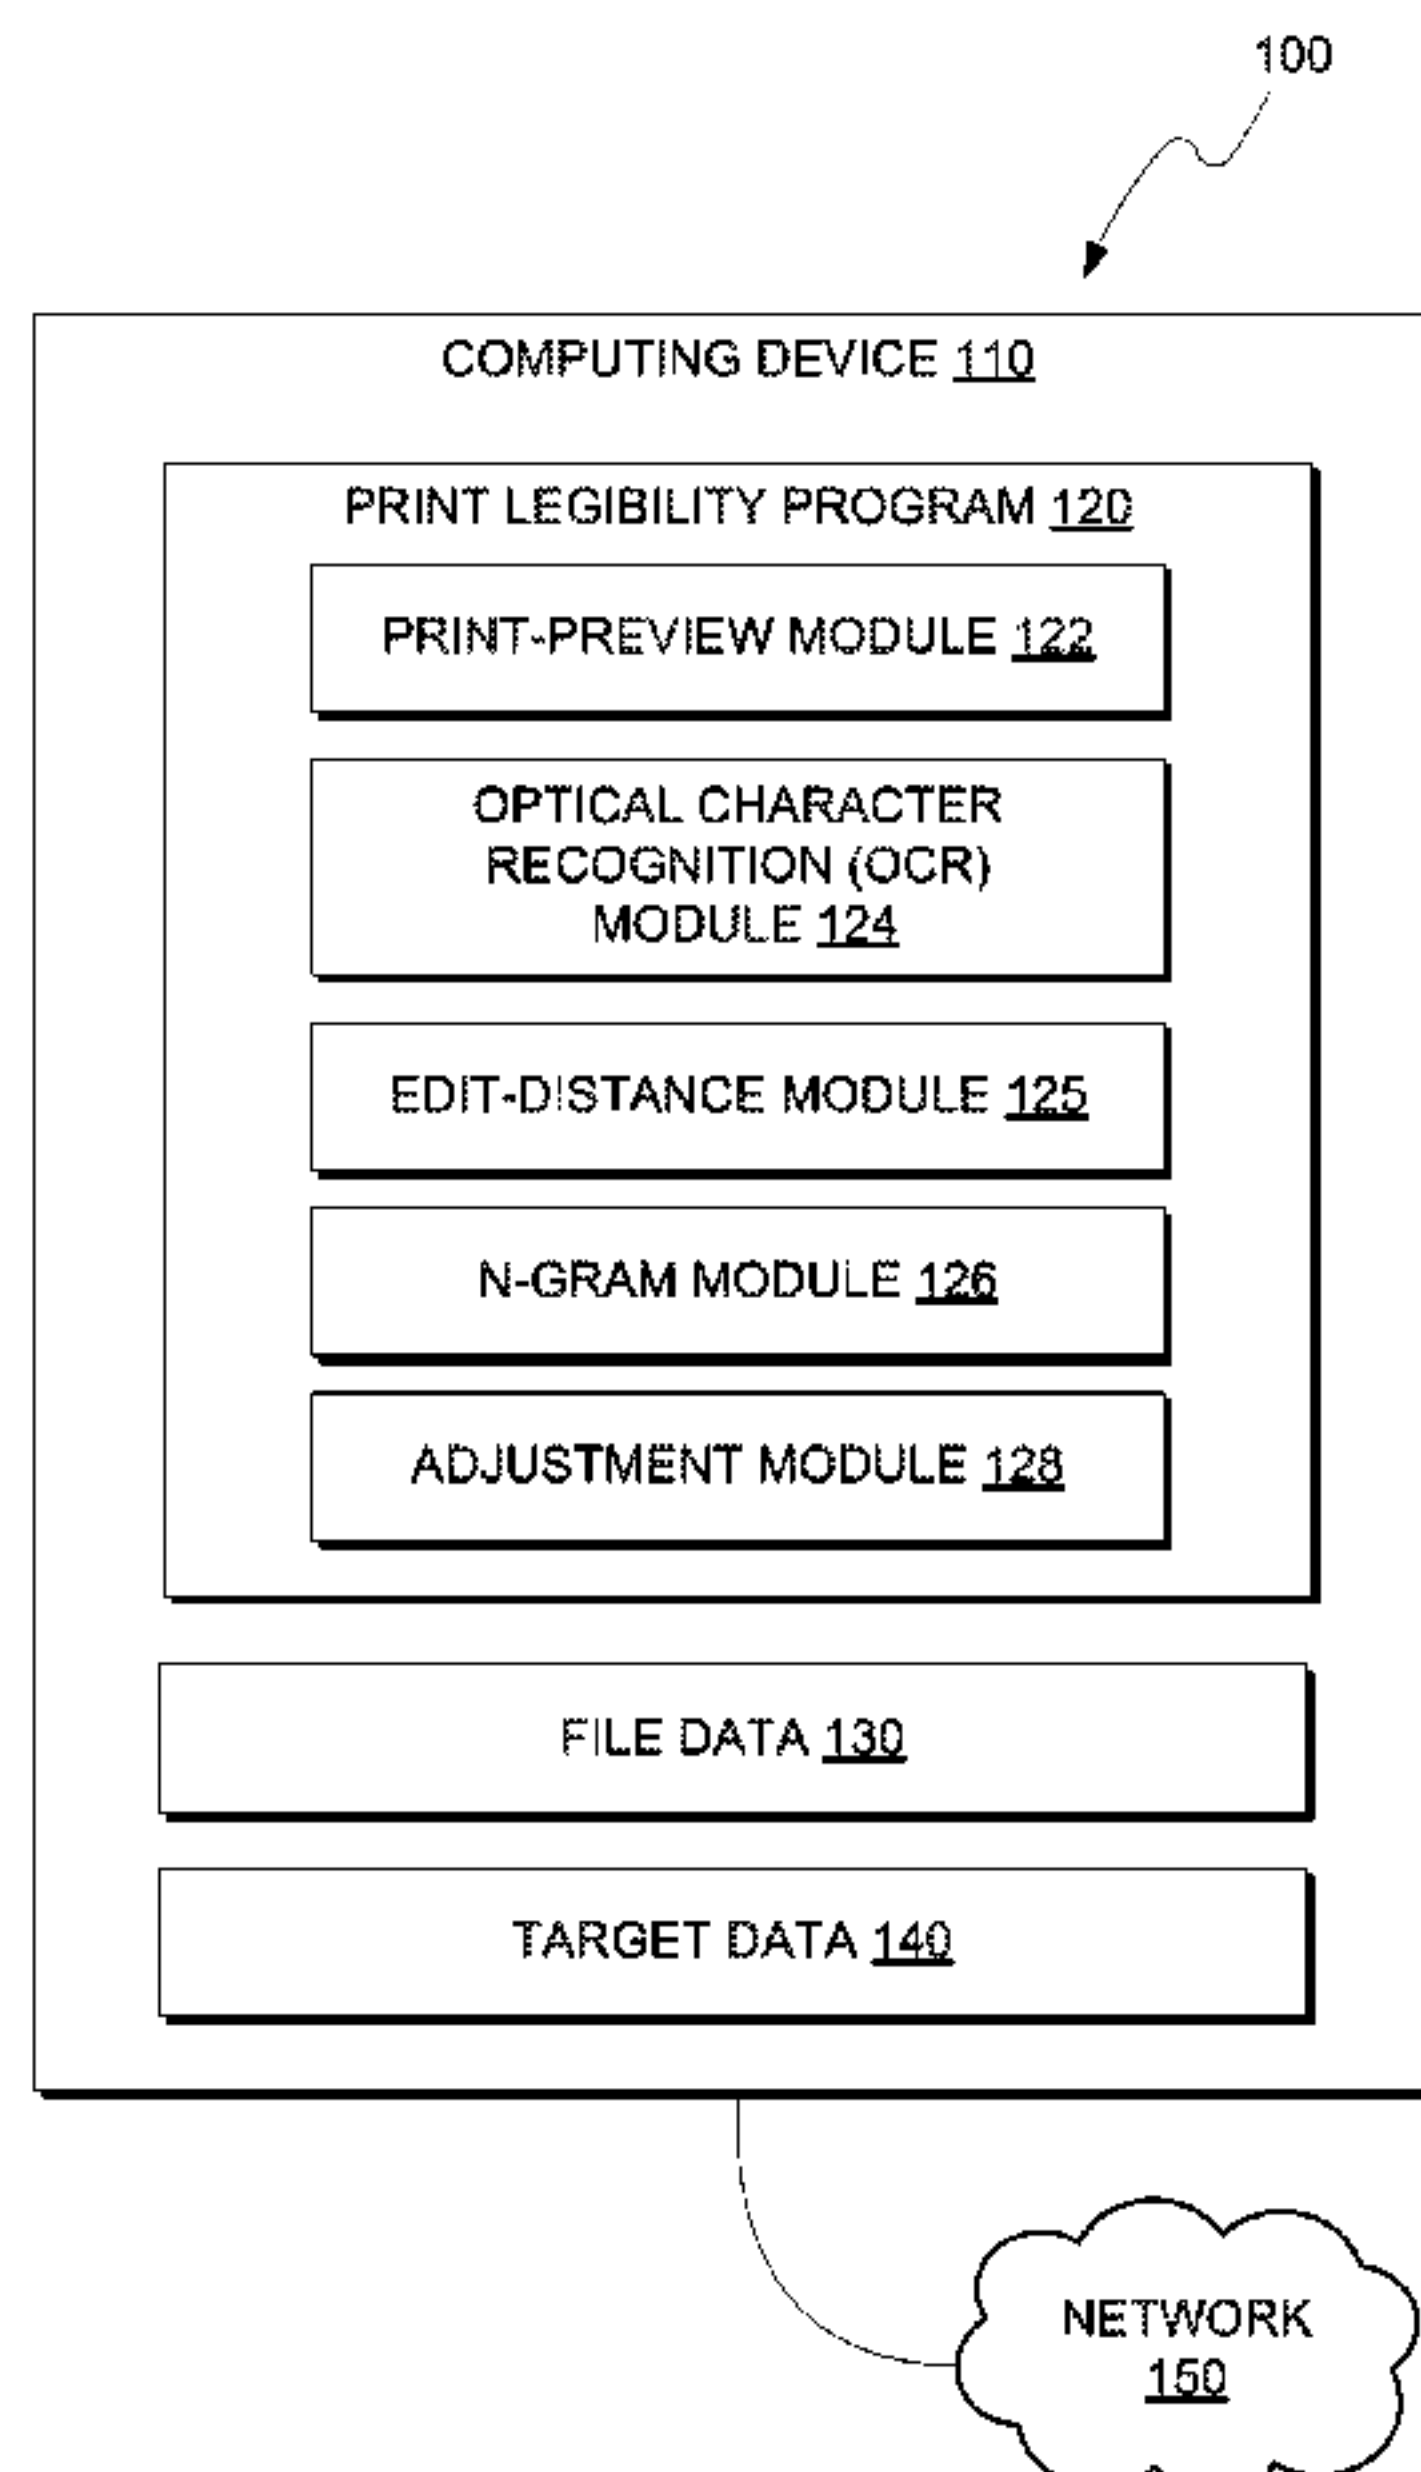 100
COMPUTING DEVICE 110
PRINT LEGIBILITY PROGRAM 120
PRINT-PREVIEW MODULE 122
OPTICAL CHARACTER
RECOGNITION (OCR)
MODULE 124
EDIT-DISTANCE MODULE 125
N-GRAM MODULE 126
ADJUSTMENT MODULE 128
FILE DATA 130
TARGET DATA 140
NETWORK
150